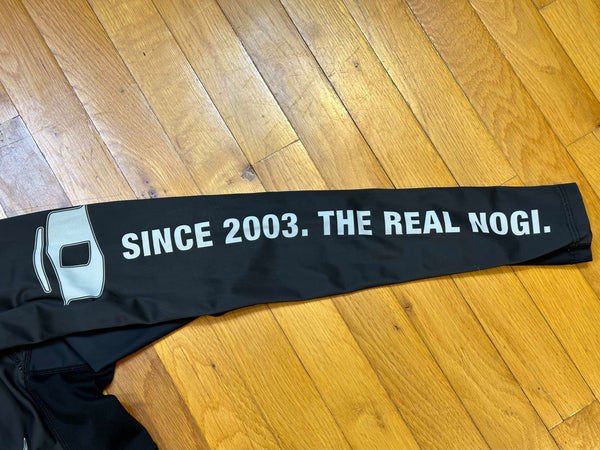 SINCE 2003. THE REAL NOGI.